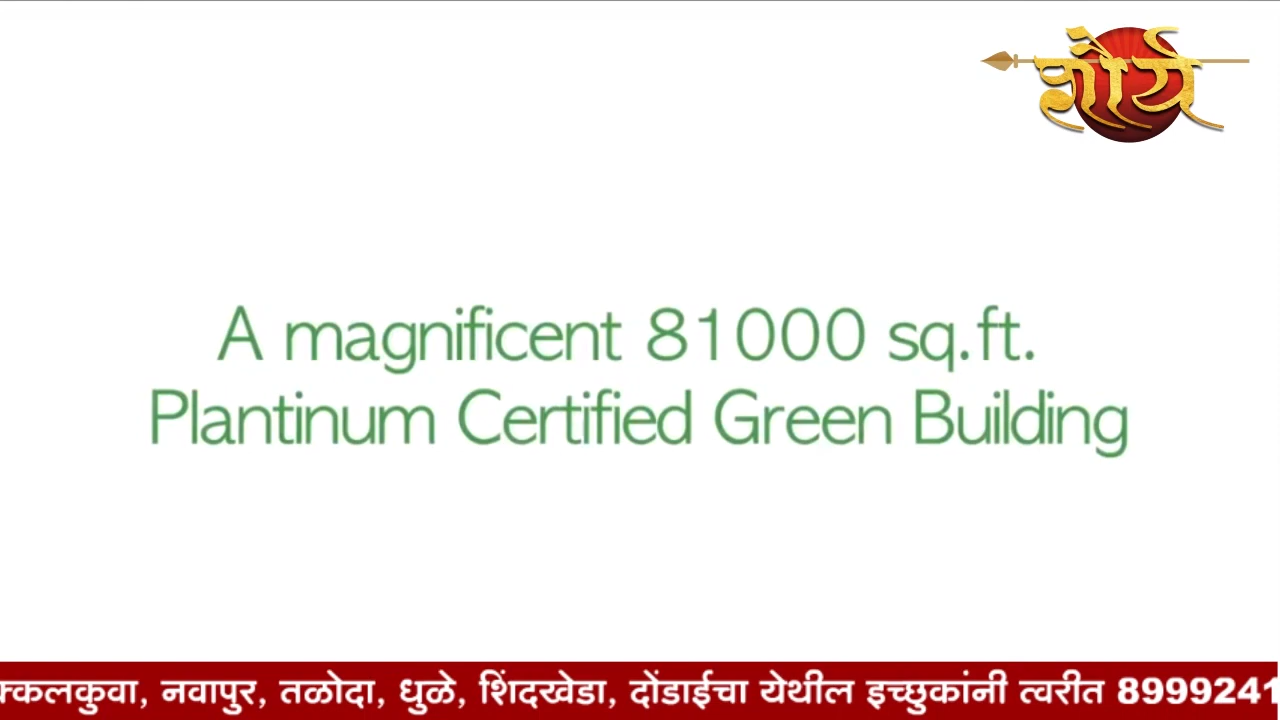 शौर्य
A magnificent 81000 sq.ft.
Plantinum Certified Green Building
क्कलकुवा, नवापुर, तळोदा, धुळे, शिंदखेडा, दोंडाईचा येथील इच्छुकांनी त्वरीत 8999241